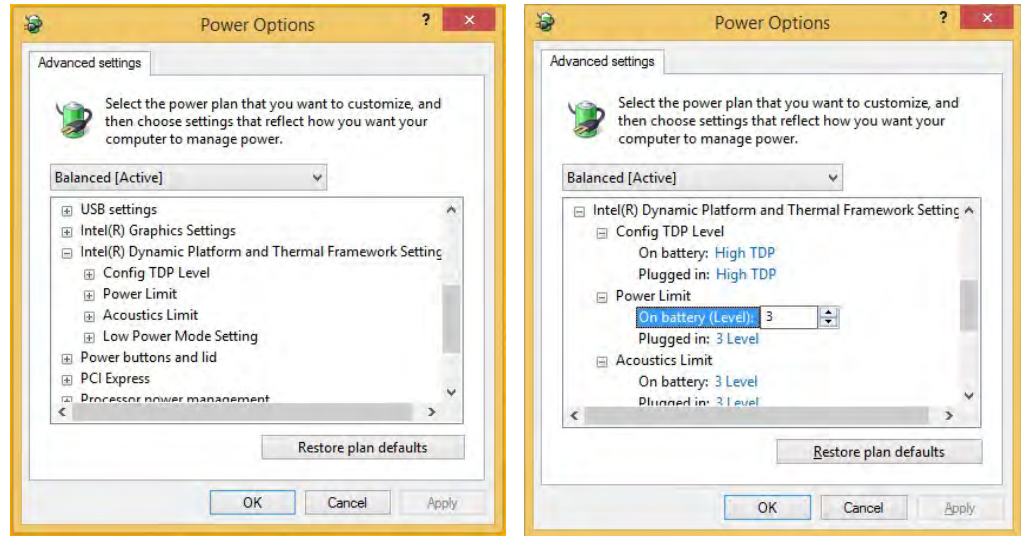 Power Options
?
×
Advanced settings
Select the power plan that you want to customize, and
then choose settings that reflect how you want your
computer to manage power.
Balanced [Active]
USB settings
Intel(R) Graphics Settings
Intel(R) Dynamic Platform and Thermal Framework Setting
Config TDP Level
Power Limit
Acoustics Limit
Low Power Mode Setting
Power buttons and lid
PCI Express
Processor power management
Restore plan defaults
OK Cancel Apply
Power Options
?
×
Advanced settings
Select the power plan that you want to customize, and
then choose settings that reflect how you want your
computer to manage power.
Balanced [Active]
Intel(R) Dynamic Platform and Thermal Framework Setting
Config TDP Level
On battery: High TDP
Plugged in: High TDP
Power Limit
On battery (Level): 3
Plugged in: 3 Level
Acoustics Limit
On battery: 3 Level
Plugged in: 3 Level
Restore plan defaults
OK Cancel Apply